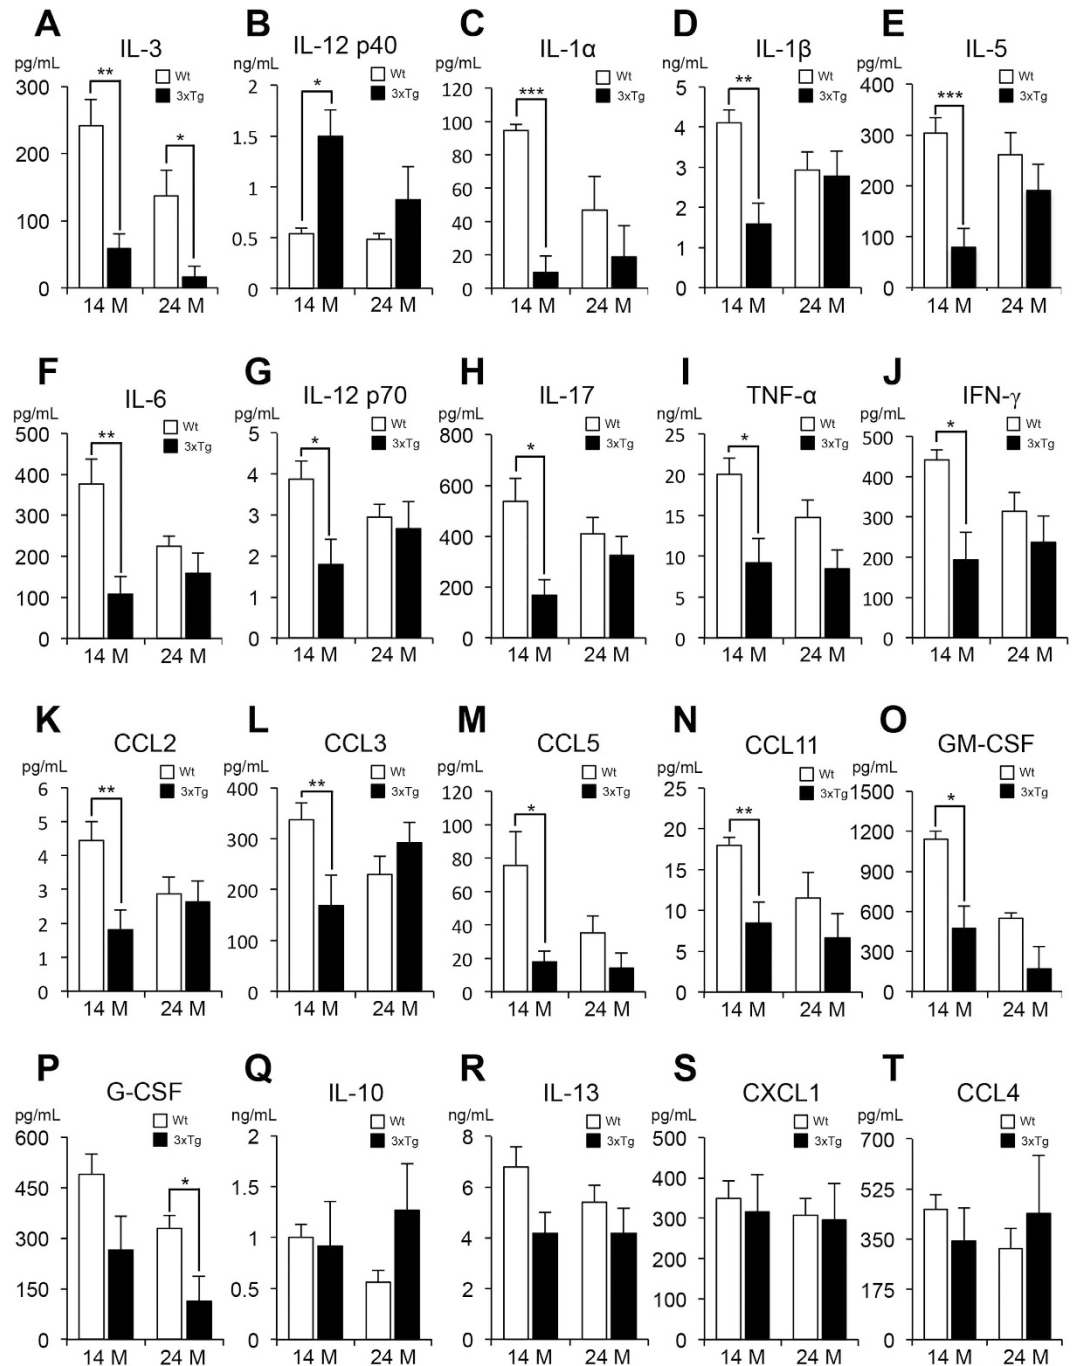 A B C D E
IL-3 IL-12 p40 IL-1α IL-1β IL-5
pg/mL ng/mL pg/mL ng/mL pg/mL
Wt Wt Wt Wt Wt
3xTg 3xTg 3xTg 3xTg 3xTg
300 200 100 0
** *
14 M 24 M
2 1.5 1 0.5 0
*
14 M 24 M
120 100 80 60 40 20 0
***
14 M 24 M
5 4 3 2 1 0
**
14 M 24 M
400 300 200 100 0
***
14 M 24 M
F G H I J
IL-6 IL-12 p70 IL-17 TNF-α IFN-γ
pg/mL pg/mL pg/mL ng/mL pg/mL
Wt Wt Wt Wt Wt
3xTg 3xTg 3xTg 3xTg 3xTg
500 400 300 200 100 0
**
14 M 24 M
5 4 3 2 1 0
*
14 M 24 M
800 600 400 200 0
*
14 M 24 M
25 20 15 10 5 0
*
14 M 24 M
500 400 300 200 100 0
*
14 M 24 M
K L M N O
CCL2 CCL3 CCL5 CCL11 GM-CSF
pg/mL pg/mL pg/mL pg/mL pg/mL
Wt Wt Wt Wt Wt
3xTg 3xTg 3xTg 3xTg 3xTg
6 5 4 3 2 1 0
**
14 M 24 M
400 300 200 100 0
**
14 M 24 M
120 100 80 60 40 20 0
*
14 M 24 M
25 20 15 10 5 0
**
14 M 24 M
1500 1200 900 600 300 0
*
14 M 24 M
P Q R S T
G-CSF IL-10 IL-13 CXCL1 CCL4
pg/mL ng/mL ng/mL pg/mL pg/mL
Wt Wt Wt Wt Wt
3xTg 3xTg 3xTg 3xTg 3xTg
600 450 300 150 0
*
14 M 24 M
2 1.5 1 0.5 0
14 M 24 M
8 6 4 2 0
14 M 24 M
500 400 300 200 100 0
14 M 24 M
700 525 350 175 0
14 M 24 M